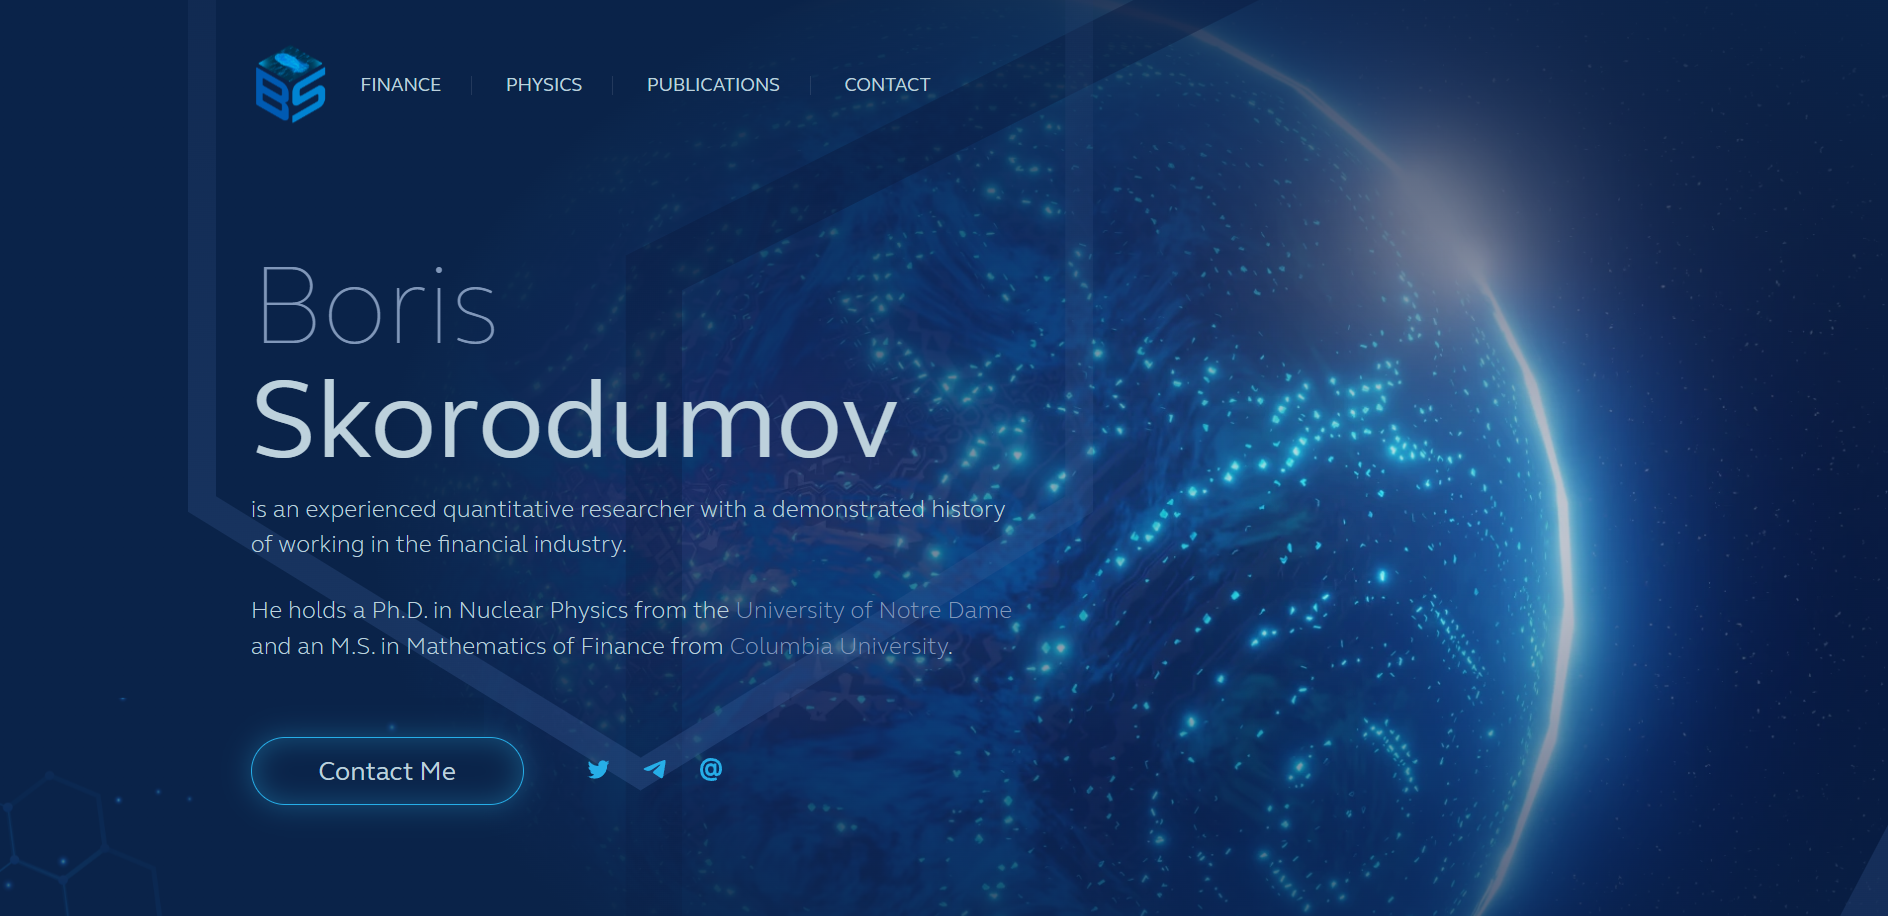 BS
FINANCE
PHYSICS
PUBLICATIONS
CONTACT
Boris
Skorodumov
is an experienced quantitative researcher with a demonstrated history
of working in the financial industry.
He holds a Ph.D. in Nuclear Physics from the University of Notre Dame
and an M.S. in Mathematics of Finance from Columbia University.
Contact Me